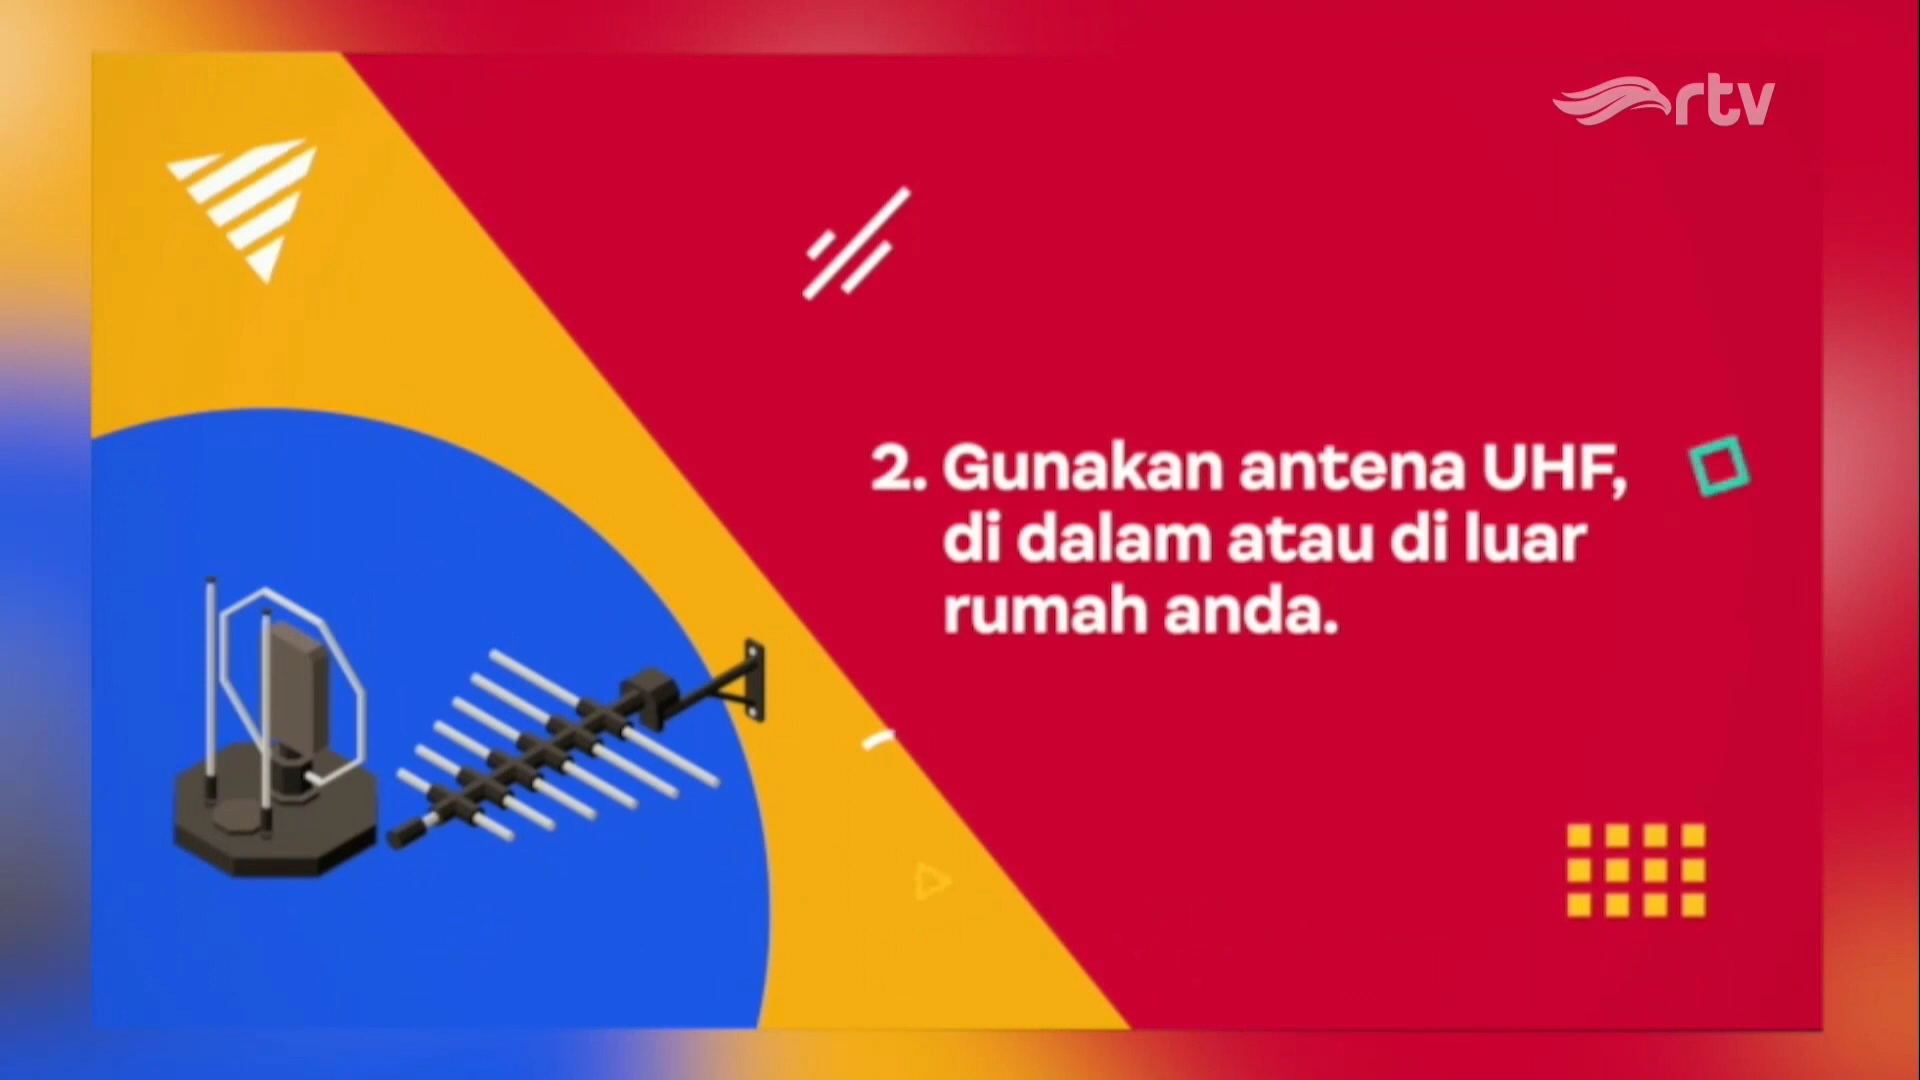 rtv
2. Gunakan antena UHF,
di dalam atau di luar
rumah anda.